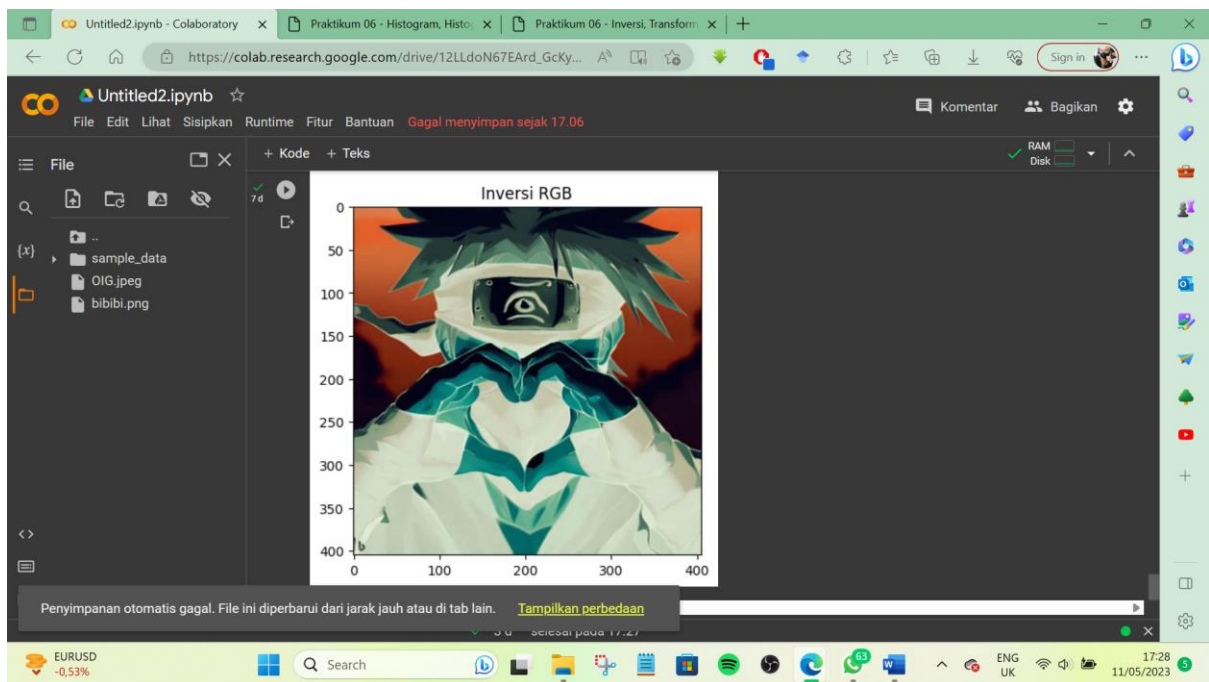 Untitled2.ipynb - Colaboratory
Praktikum 06 - Histogram, Histo
Praktikum 06 - Inversi, Transform
https://colab.research.google.com/drive/12LLdoN67EArd_GcKy...
Sign in
Untitled2.ipynb
Komentar
Bagikan
File Edit Lihat Sisipkan Runtime Fitur Bantuan Gagal menyimpan sejak 17.06
File
+ Kode + Teks
RAM
Disk
..
sample_data
OIG.jpeg
bibibi.png
{x}
7 d
Inversi RGB
0
50
100
150
200
250
300
350
400
0 100 200 300 400
Penyimpanan otomatis gagal. File ini diperbarui dari jarak jauh atau di tab lain. Tampilkan perbedaan
selesai pada 17.27
EURUSD
-0,53%
Search
63
ENG
UK
17:28
11/05/2023
5